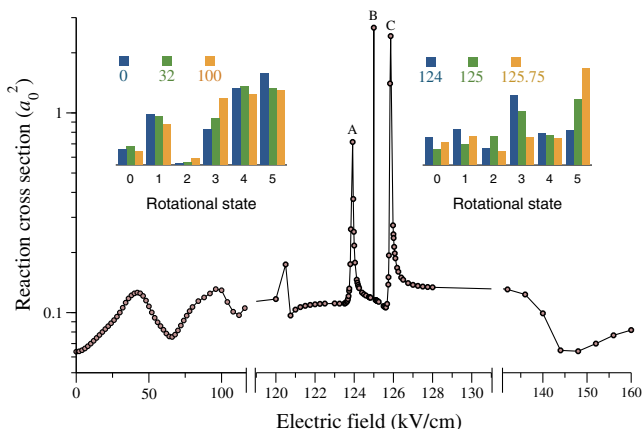 B
C
A
0 32 100
124 125 125.75
0 1 2 3 4 5
Rotational state
0 1 2 3 4 5
Rotational state
Reaction cross section (a₀²)
1
0.1
0 50 100
120 122 124 126 128 130
140 150 160
Electric field (kV/cm)